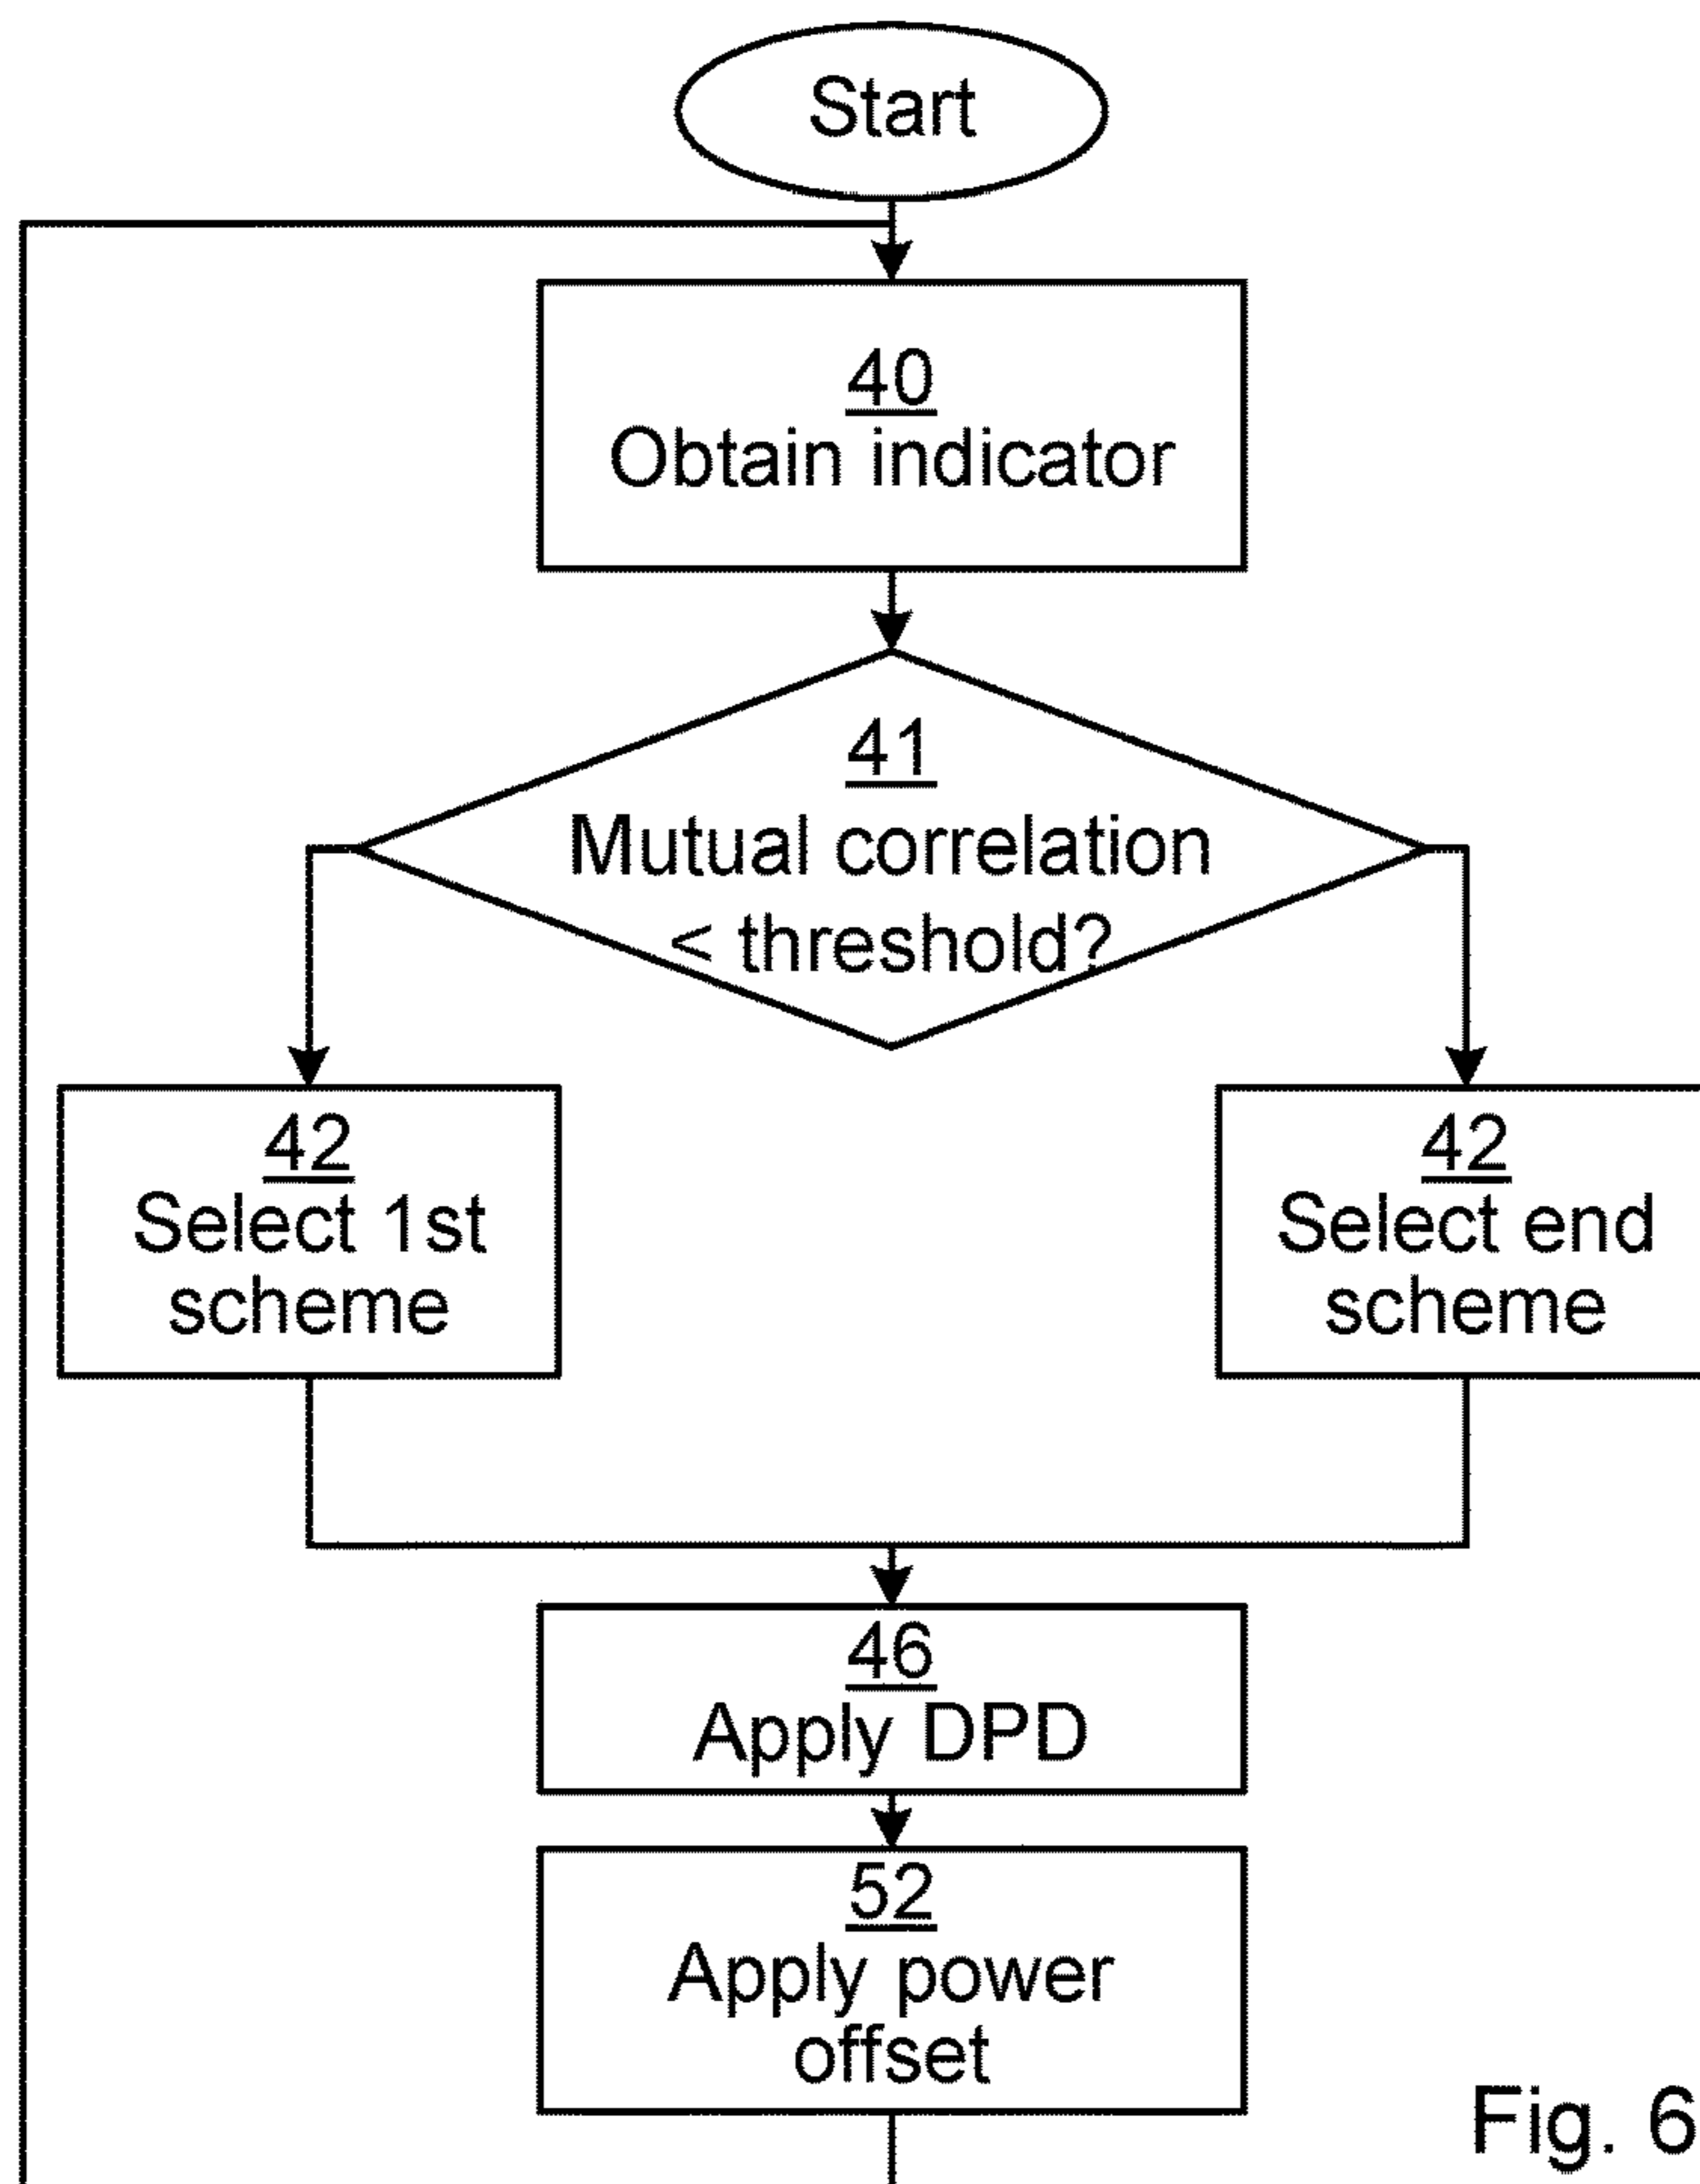 Start
40
Obtain indicator
41
Mutual correlation
< threshold?
42
Select 1st
scheme
42
Select end
scheme
46
Apply DPD
52
Apply power
offset
Fig. 6